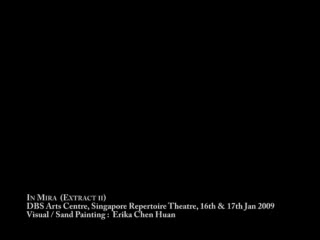 In Mira (Extract ii)
DBS Arts Centre, Singapore Repertoire Theatre, 16th & 17th Jan 2009
Visual / Sand Painting : Erika Chen Huan